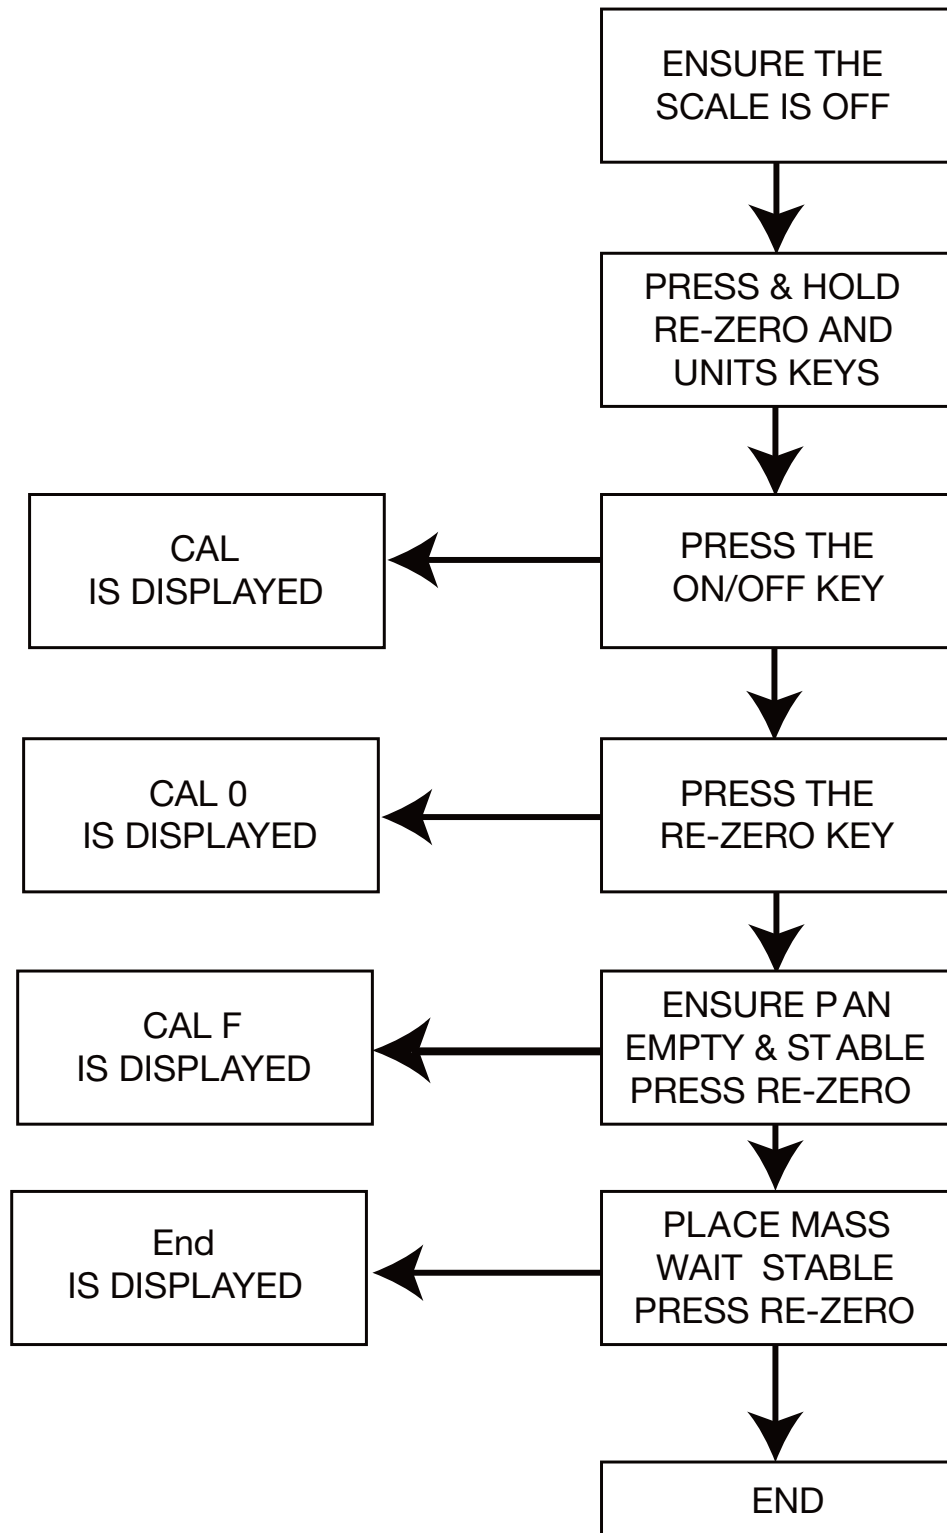 ENSURE THE
SCALE IS OFF
PRESS & HOLD
RE-ZERO AND
UNITS KEYS
PRESS THE
ON/OFF KEY
CAL
IS DISPLAYED
PRESS THE
RE-ZERO KEY
CAL 0
IS DISPLAYED
ENSURE PAN
EMPTY & STABLE
PRESS RE-ZERO
CAL F
IS DISPLAYED
PLACE MASS
WAIT STABLE
PRESS RE-ZERO
End
IS DISPLAYED
END